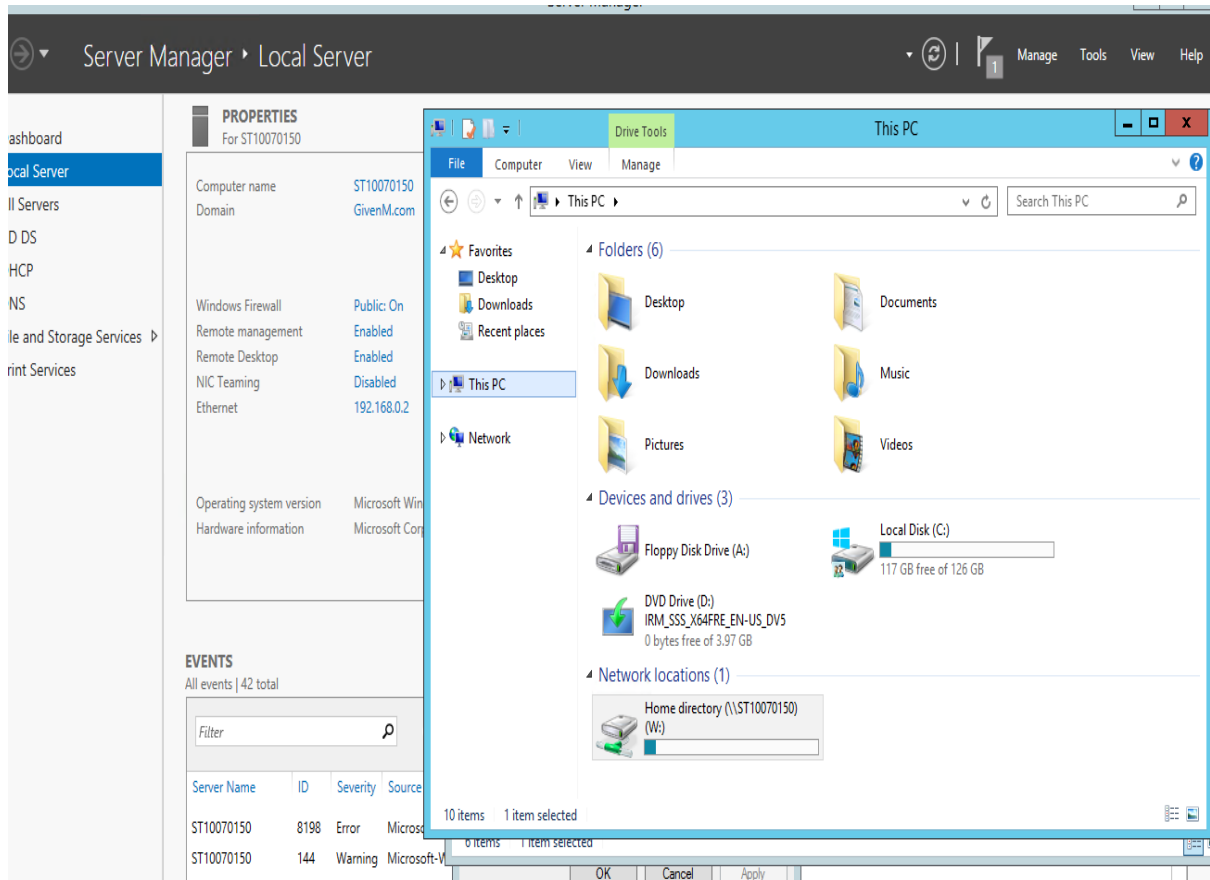 Server Manager
Server Manager ‣ Local Server
1
Manage Tools View Help
ashboard
ocal Server
ll Servers
D DS
HCP
NS
ile and Storage Services
rint Services
PROPERTIES
For ST10070150
Computer name ST10070150
Domain GivenM.com
Windows Firewall Public: On
Remote management Enabled
Remote Desktop Enabled
NIC Teaming Disabled
Ethernet 192.168.0.2
Operating system version Microsoft Win
Hardware information Microsoft Corp
EVENTS
All events | 42 total
Filter
Server Name ID Severity Source
ST10070150 8198 Error Microso
ST10070150 144 Warning Microsoft-W
Drive Tools
This PC
File Computer View Manage
This PC
Search This PC
Favorites
Desktop
Downloads
Recent places
This PC
Network
Folders (6)
Desktop
Documents
Downloads
Music
Pictures
Videos
Devices and drives (3)
Floppy Disk Drive (A:)
Local Disk (C:)
117 GB free of 126 GB
DVD Drive (D:)
IRM_SSS_X64FRE_EN-US_DV5
0 bytes free of 3.97 GB
Network locations (1)
Home directory (\\ST10070150)
(W:)
10 items 1 item selected
6 items 1 item selected
OK Cancel Apply